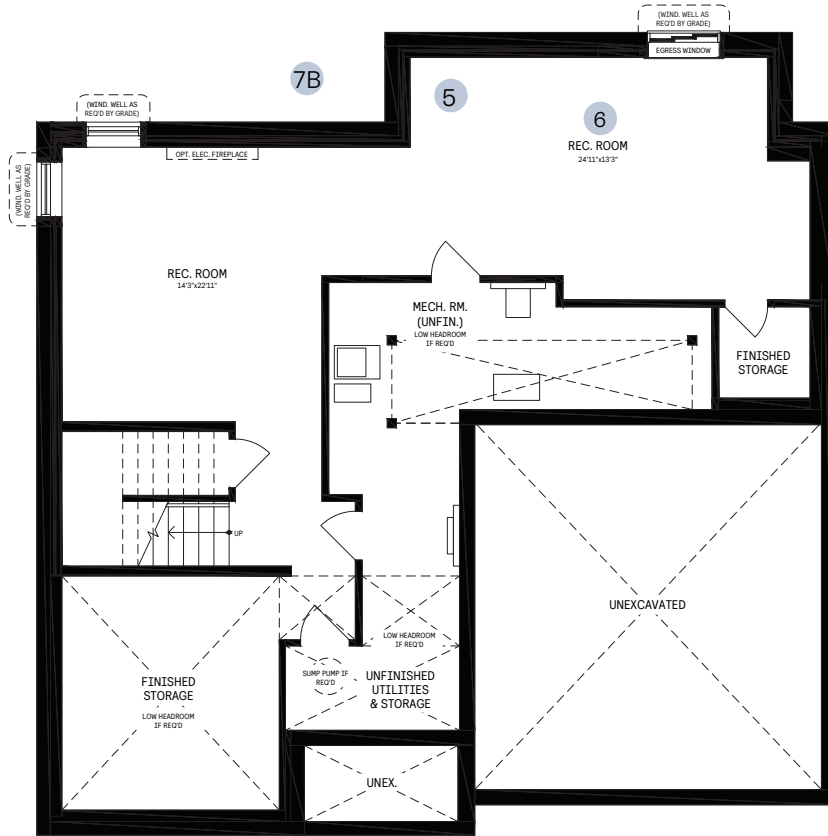 (WIND. WELL AS
REQ'D BY GRADE)
EGRESS WINDOW
7B
5
6
REC. ROOM
24'11"x13'3"
(WIND. WELL AS
REQ'D BY GRADE)
OPT. ELEC. FIREPLACE
(WIND. WELL AS
REQ'D BY GRADE)
REC. ROOM
14'3"x22'11"
MECH. RM.
(UNFIN.)
LOW HEADROOM
IF REQ'D
FINISHED
STORAGE
UP
UNEXCAVATED
LOW HEADROOM
IF REQ'D
SUMP PUMP IF
REQ'D
UNFINISHED
UTILITIES
& STORAGE
FINISHED
STORAGE
LOW HEADROOM
IF REQ'D
UNEX.